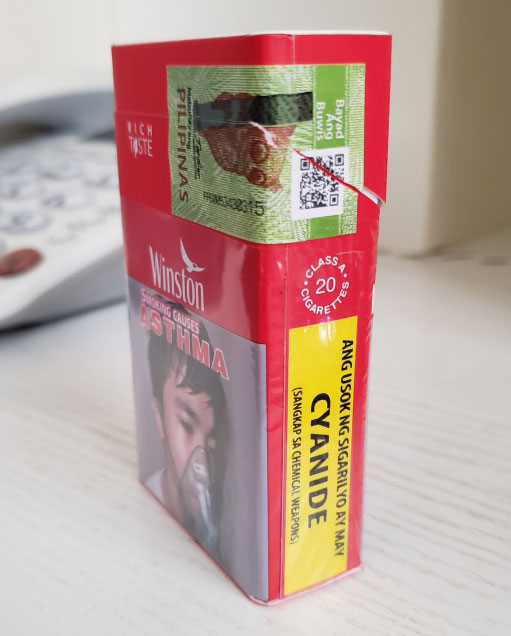 RICH
TASTE
PILIPINAS
Bayad
Ang
Buwis
Winston
SMOKING CAUSES
ASTHMA
CLASS A
20
CIGARETTES
ANG USOK NG SIGARILYO AY MAY
CYANIDE
(SANGKAP SA CHEMICAL WEAPONS)